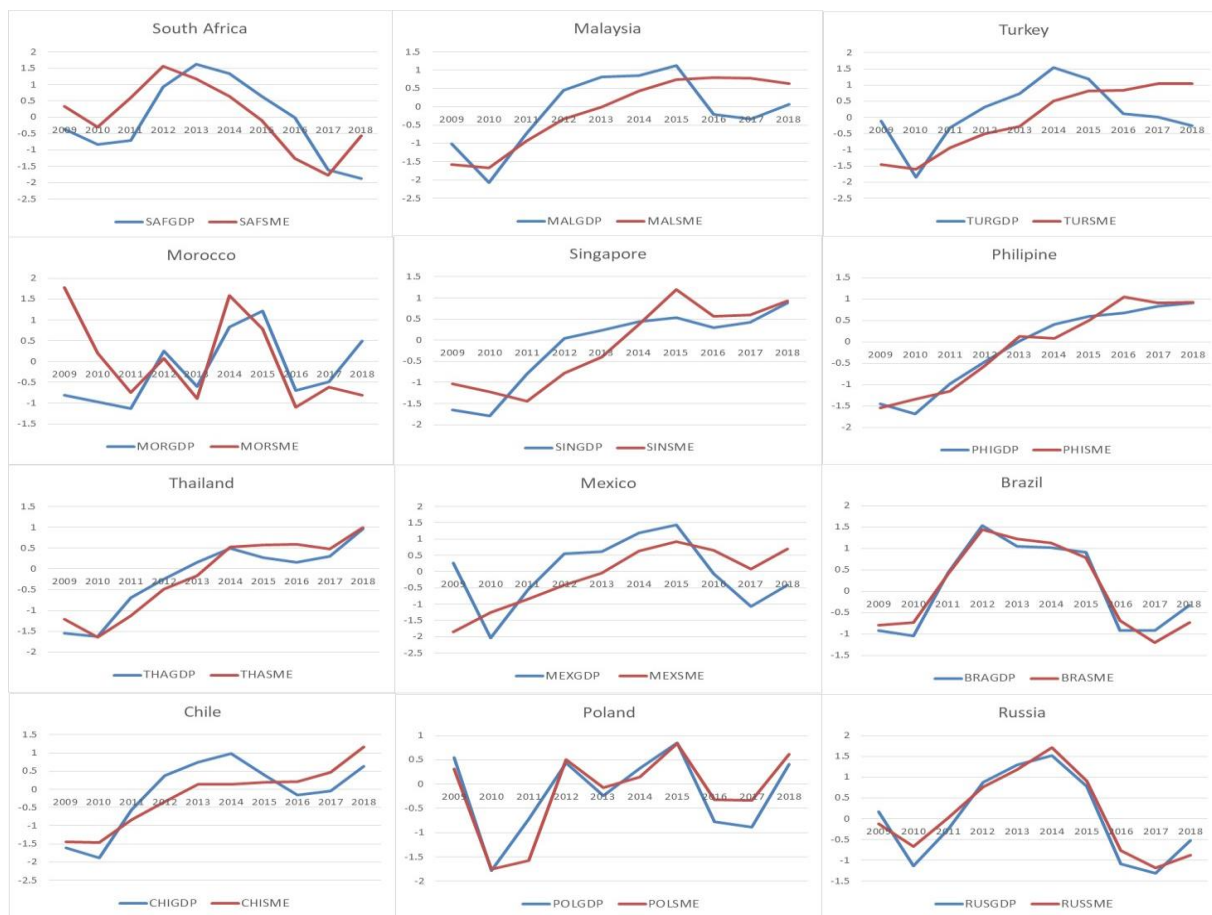 South Africa
2
1.5
1
0.5
0
-0.5
-1
-1.5
-2
-2.5
2009 2010 2011 2012 2013 2014 2015 2016 2017 2018
SAFGDP SAFSME
Malaysia
1.5
1
0.5
0
-0.5
-1
-1.5
-2
-2.5
2009 2010 2011 2012 2013 2014 2015 2016 2017 2018
MALGDP MALSME
Turkey
2
1.5
1
0.5
0
-0.5
-1
-1.5
-2
-2.5
2009 2010 2011 2012 2013 2014 2015 2016 2017 2018
TURGDP TURSME
Morocco
2
1.5
1
0.5
0
-0.5
-1
-1.5
2009 2010 2011 2012 2013 2014 2015 2016 2017 2018
MORGDP MORSME
Singapore
1.5
1
0.5
0
-0.5
-1
-1.5
-2
2009 2010 2011 2012 2013 2014 2015 2016 2017 2018
SINGDP SINSME
Philipine
1.5
1
0.5
0
-0.5
-1
-1.5
-2
2009 2010 2011 2012 2013 2014 2015 2016 2017 2018
PHIGDP PHISME
Thailand
1.5
1
0.5
0
-0.5
-1
-1.5
-2
2009 2010 2011 2012 2013 2014 2015 2016 2017 2018
THAGDP THASME
Mexico
2
1.5
1
0.5
0
-0.5
-1
-1.5
-2
-2.5
2009 2010 2011 2012 2013 2014 2015 2016 2017 2018
MEXGDP MEXSME
Brazil
2
1.5
1
0.5
0
-0.5
-1
-1.5
2009 2010 2011 2012 2013 2014 2015 2016 2017 2018
BRAGDP BRASME
Chile
1.5
1
0.5
0
-0.5
-1
-1.5
-2
-2.5
2009 2010 2011 2012 2013 2014 2015 2016 2017 2018
CHIGDP CHISME
Poland
1
0.5
0
-0.5
-1
-1.5
-2
2009 2010 2011 2012 2013 2014 2015 2016 2017 2018
POLGDP POLSME
Russia
2
1.5
1
0.5
0
-0.5
-1
-1.5
2009 2010 2011 2012 2013 2014 2015 2016 2017 2018
RUSGDP RUSSME